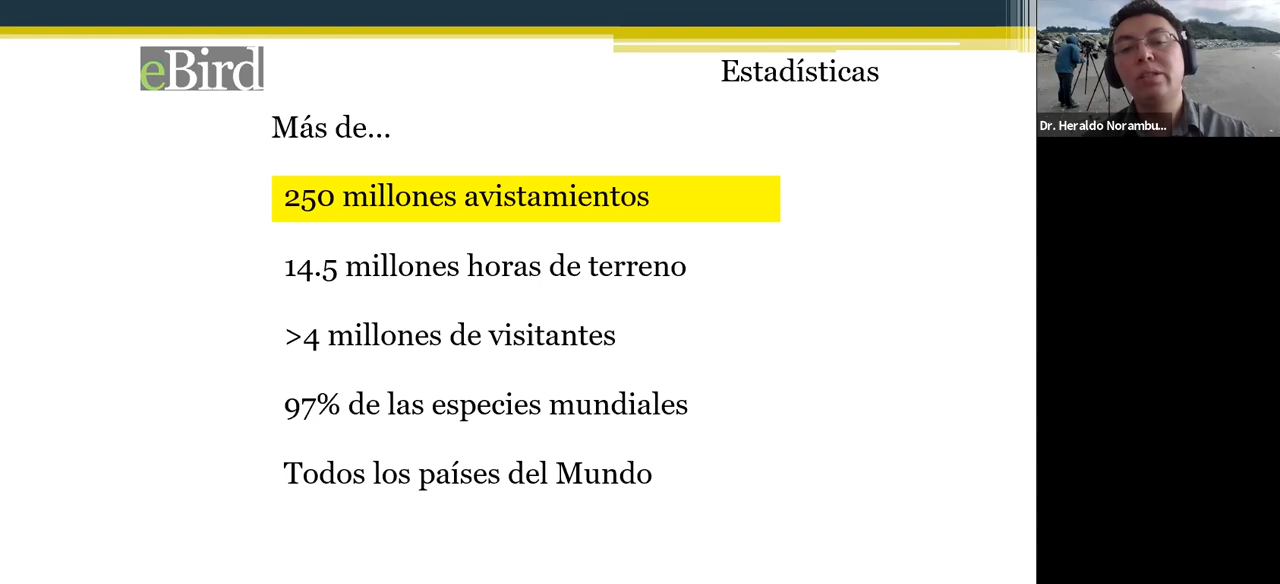 eBird
Estadísticas
Más de...
250 millones avistamientos
14.5 millones horas de terreno
>4 millones de visitantes
97% de las especies mundiales
Todos los países del Mundo
Dr. Heraldo Norambu...